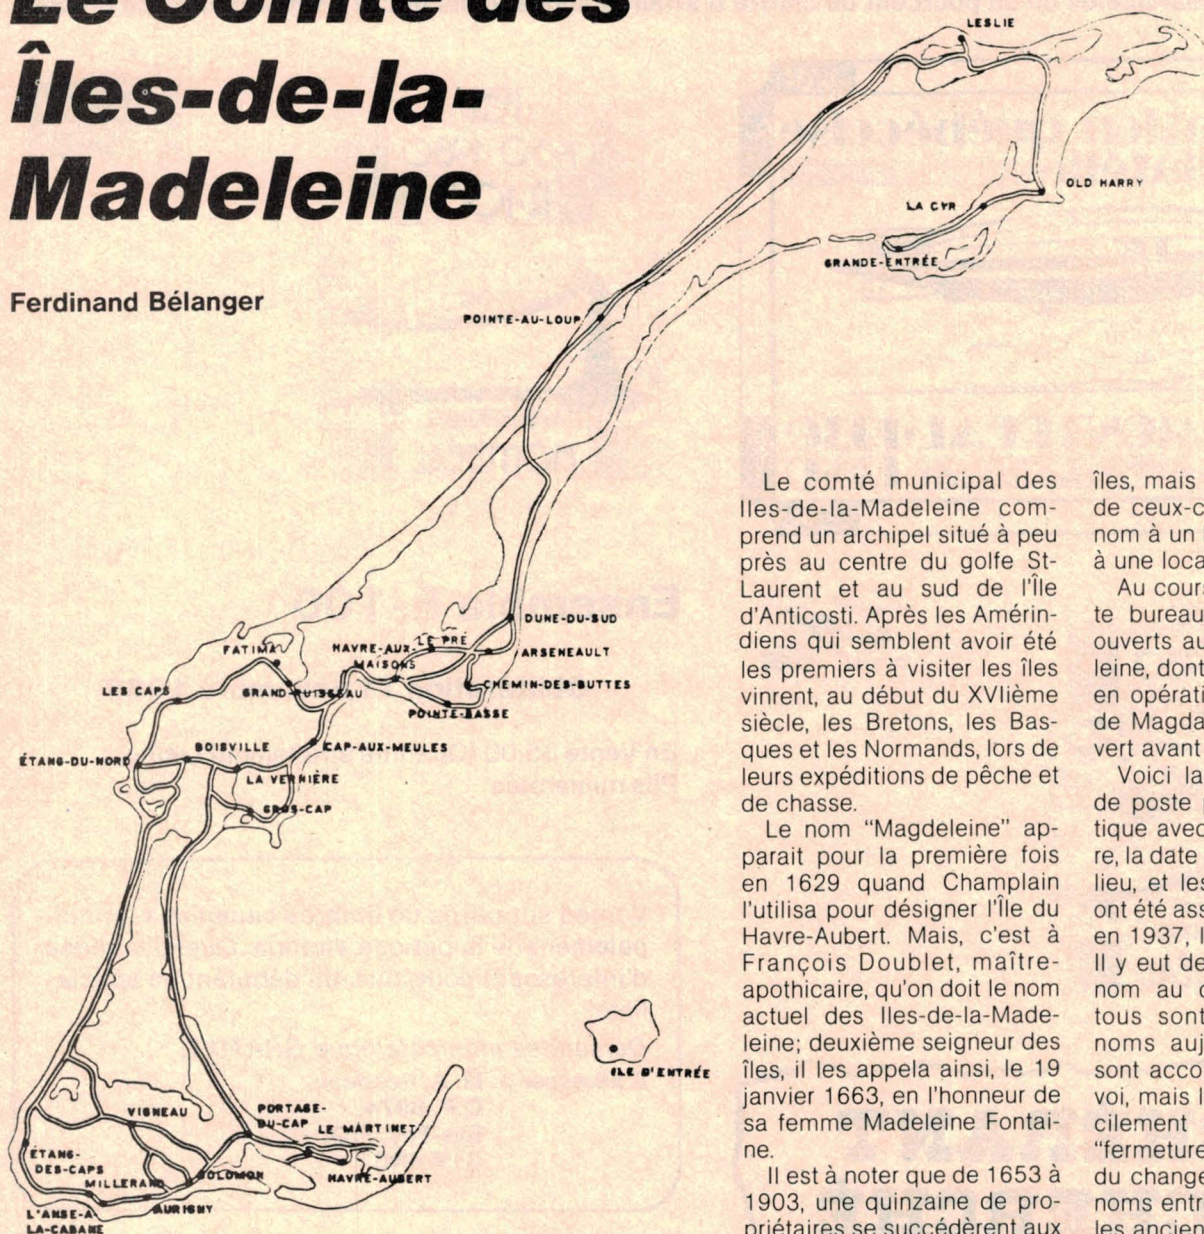 Le Comté des
Îles-de-la-
Madeleine
Ferdinand Bélanger
LESLIE
OLD HARRY
LA CYR
GRANDE-ENTRÉE
POINTE-AU-LOUP
DUNE-DU-SUD
LE PRÉ
HAVRE-AUX-
MAISONS
ARSENEAULT
FATIMA
CHEMIN-DES-BUTTES
LES CAPS
GRAND-RUISSEAU
POINTE-BASSE
BOISVILLE
CAP-AUX-MEULES
ÉTANG-DU-NORD
LA VERNIÈRE
GROS-CAP
ILE D'ENTRÉE
VIGNEAU
PORTAGE-
DU-CAP
LE MARTINET
ÉTANG-
DES-CAPS
MILLERAND
SOLOMON
HAVRE-AUBERT
AURIGNY
L'ANSE-A-
LA-CABANE
Le comté municipal des
Iles-de-la-Madeleine com-
prend un archipel situé à peu
près au centre du golfe St-
Laurent et au sud de l'Île
d'Anticosti. Après les Amérin-
diens qui semblent avoir été
les premiers à visiter les îles
vinrent, au début du XVIième
siècle, les Bretons, les Bas-
ques et les Normands, lors de
leurs expéditions de pêche et
de chasse.
Le nom "Magdeleine" ap-
parait pour la première fois
en 1629 quand Champlain
l'utilisa pour désigner l'Île du
Havre-Aubert. Mais, c'est à
François Doublet, maître-
apothicaire, qu'on doit le nom
actuel des Iles-de-la-Made-
leine; deuxième seigneur des
îles, il les appela ainsi, le 19
janvier 1663, en l'honneur de
sa femme Madeleine Fontai-
ne.
Il est à noter que de 1653 à
1903, une quinzaine de pro-
priétaires se succédèrent aux
îles, mais
de ceux-c
nom à un
à une loca
Au cours
te bureau
ouverts au
leine, dont
en opérati
de Magda
vert avant
Voici la
de poste
tique avec
re, la date
lieu, et les
ont été ass
en 1937, l
Il y eut de
nom au c
tous sont
noms auj
sont acco
voi, mais l
cilement
"fermeture
du change
noms entr
les ancien